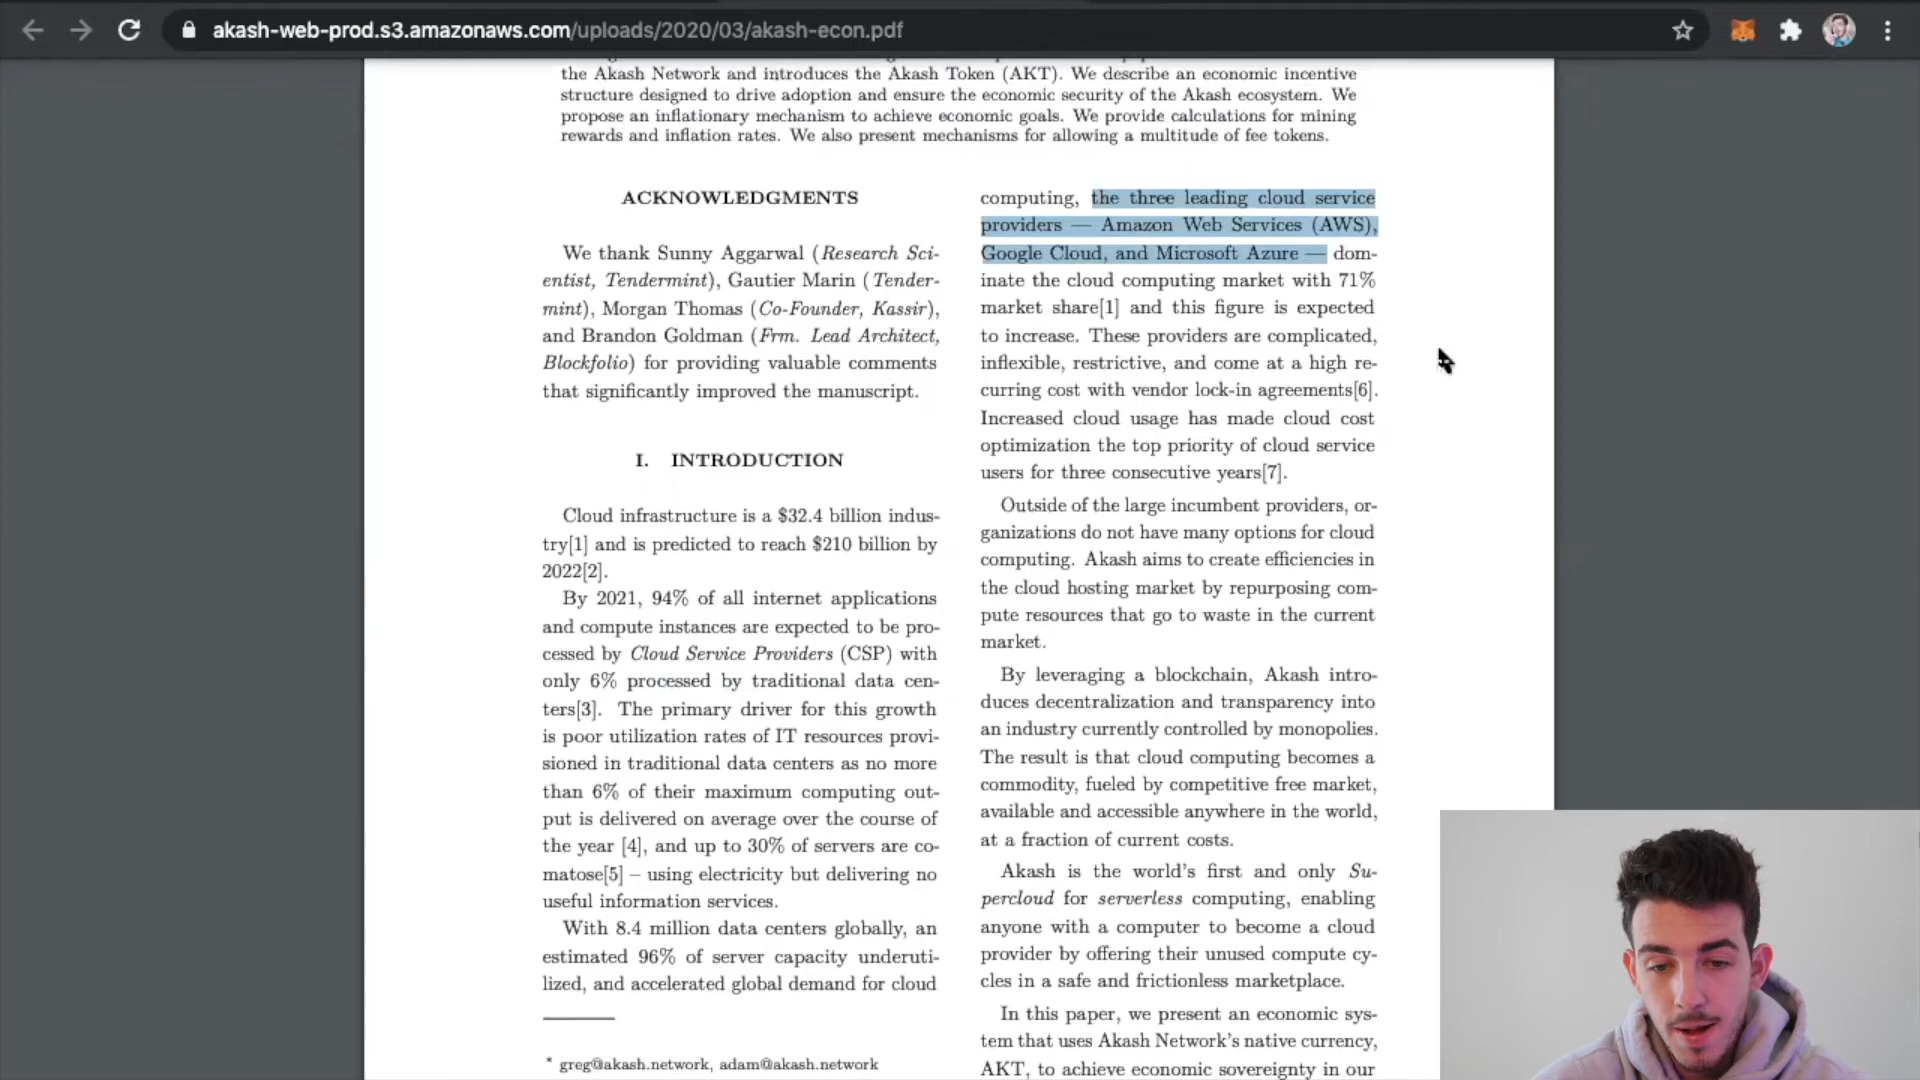 akash-web-prod.s3.amazonaws.com/uploads/2020/03/akash-econ.pdf
the Akash Network and introduces the Akash Token (AKT). We describe an economic incentive
structure designed to drive adoption and ensure the economic security of the Akash ecosystem. We
propose an inflationary mechanism to achieve economic goals. We provide calculations for mining
rewards and inflation rates. We also present mechanisms for allowing a multitude of fee tokens.
ACKNOWLEDGMENTS
We thank Sunny Aggarwal (Research Sci-
entist, Tendermint), Gautier Marin (Tender-
mint), Morgan Thomas (Co-Founder, Kassir),
and Brandon Goldman (Frm. Lead Architect,
Blockfolio) for providing valuable comments
that significantly improved the manuscript.
I. INTRODUCTION
Cloud infrastructure is a $32.4 billion indus-
try[1] and is predicted to reach $210 billion by
2022[2].
By 2021, 94% of all internet applications
and compute instances are expected to be pro-
cessed by Cloud Service Providers (CSP) with
only 6% processed by traditional data cen-
ters[3]. The primary driver for this growth
is poor utilization rates of IT resources provi-
sioned in traditional data centers as no more
than 6% of their maximum computing out-
put is delivered on average over the course of
the year [4], and up to 30% of servers are co-
matose[5] – using electricity but delivering no
useful information services.
With 8.4 million data centers globally, an
estimated 96% of server capacity underuti-
lized, and accelerated global demand for cloud
* greg@akash.network, adam@akash.network
computing, the three leading cloud service
providers — Amazon Web Services (AWS),
Google Cloud, and Microsoft Azure — dom-
inate the cloud computing market with 71%
market share[1] and this figure is expected
to increase. These providers are complicated,
inflexible, restrictive, and come at a high re-
curring cost with vendor lock-in agreements[6].
Increased cloud usage has made cloud cost
optimization the top priority of cloud service
users for three consecutive years[7].
Outside of the large incumbent providers, or-
ganizations do not have many options for cloud
computing. Akash aims to create efficiencies in
the cloud hosting market by repurposing com-
pute resources that go to waste in the current
market.
By leveraging a blockchain, Akash intro-
duces decentralization and transparency into
an industry currently controlled by monopolies.
The result is that cloud computing becomes a
commodity, fueled by competitive free market,
available and accessible anywhere in the world,
at a fraction of current costs.
Akash is the world's first and only Su-
percloud for serverless computing, enabling
anyone with a computer to become a cloud
provider by offering their unused compute cy-
cles in a safe and frictionless marketplace.
In this paper, we present an economic sys-
tem that uses Akash Network's native currency,
AKT, to achieve economic sovereignty in our